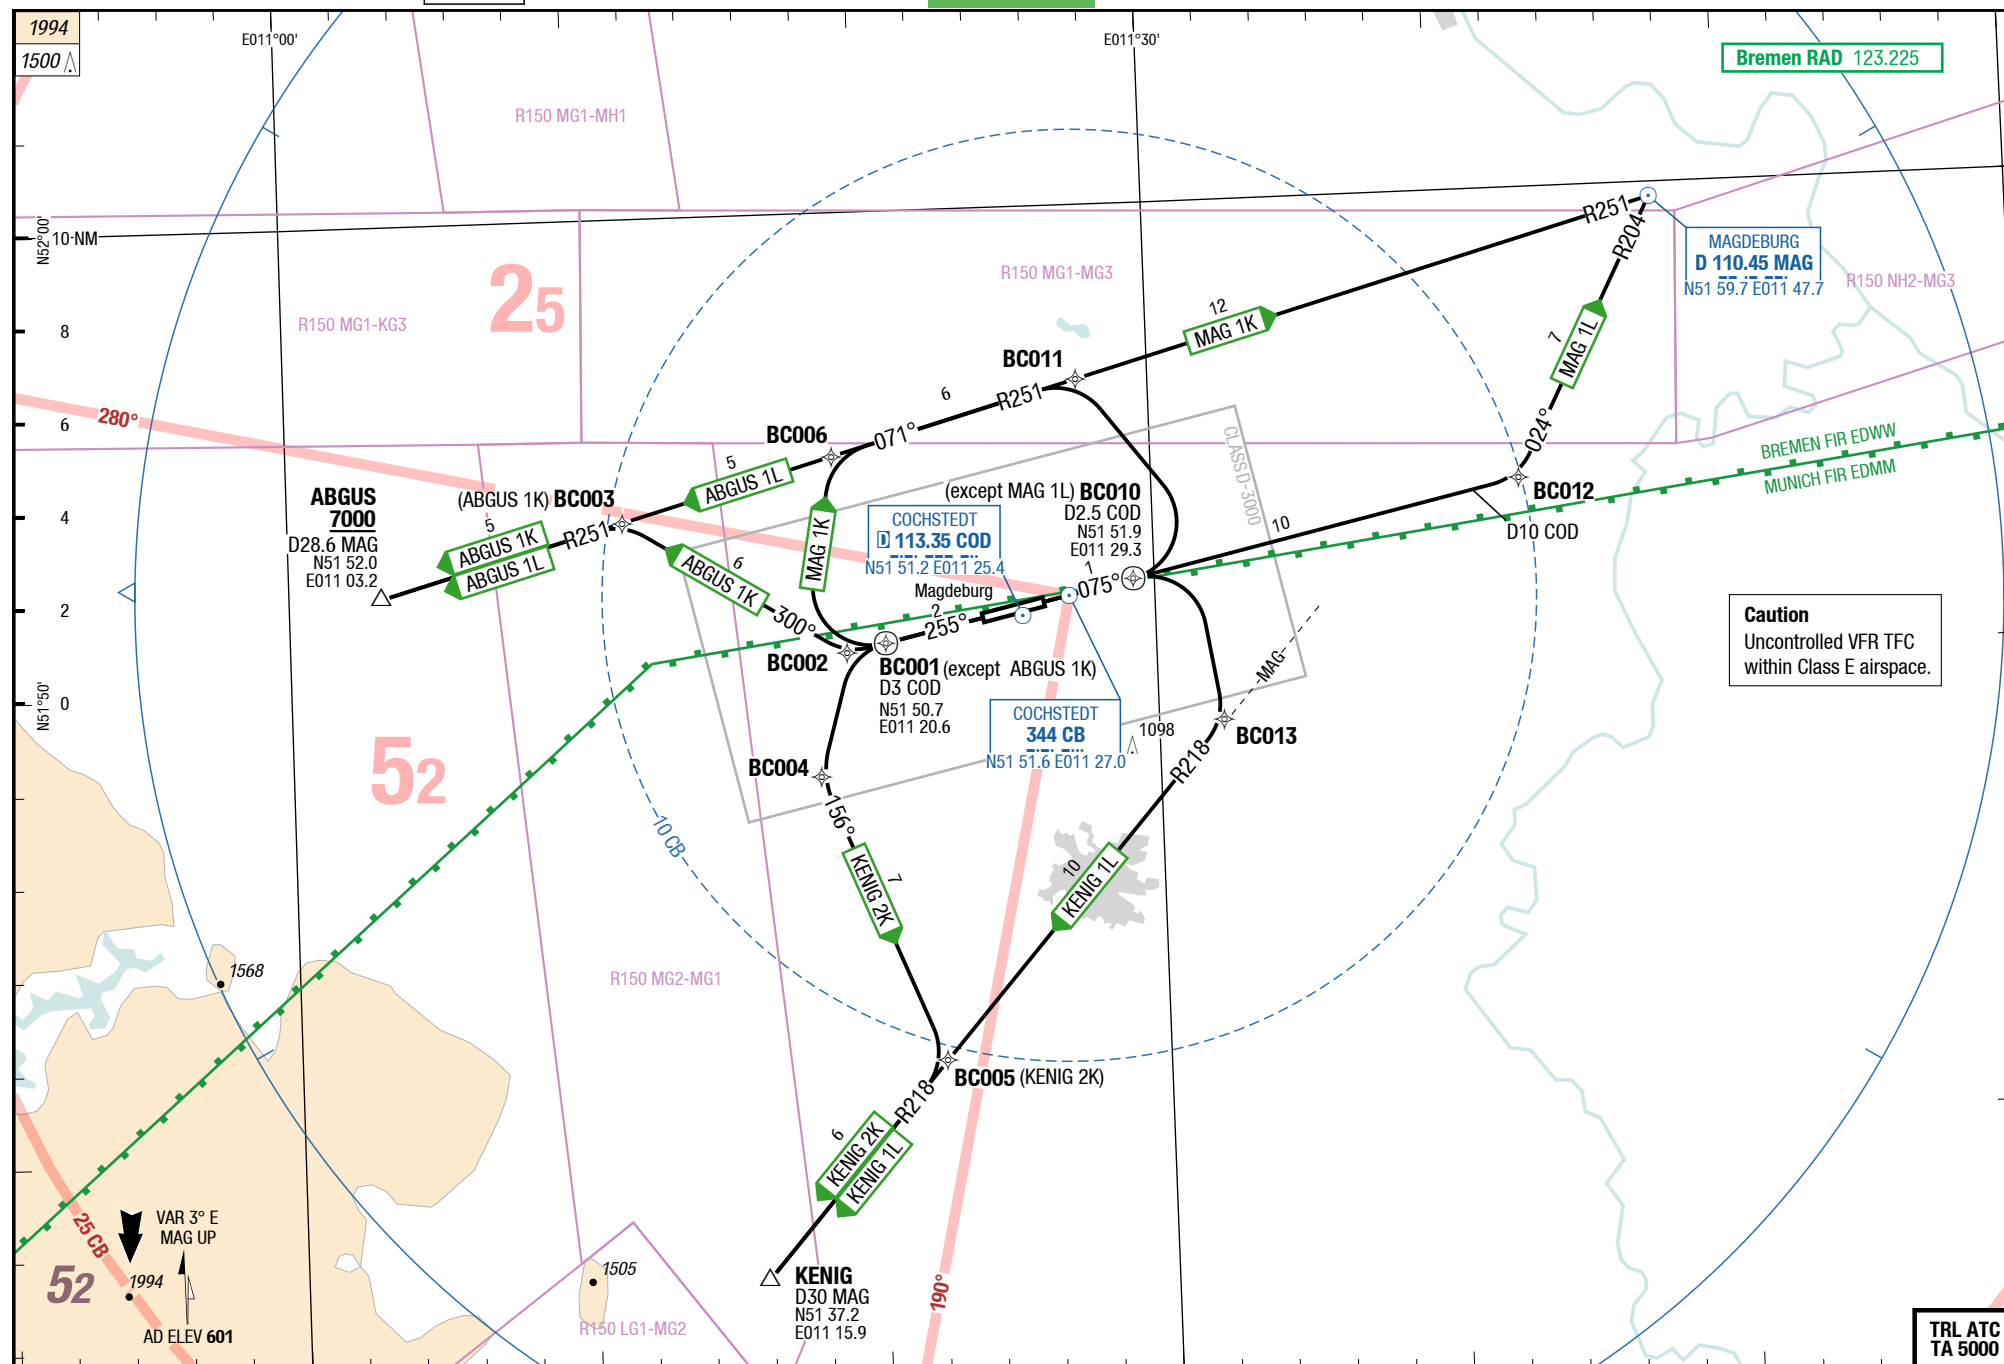 1994
1500
E011°00'
E011°30'
Bremen RAD 123.225
R150 MG1-MH1
N52°00'
10 NM
R251
R204
MAGDEBURG
D 110.45 MAG
N51 59.7 E011 47.7
R150 NH2-MG3
R150 MG1-MG3
R150 MG1-KG3
25
12
MAG 1K
7
MAG 1L
8
BC011
6
R251
280°
6
BC006
071°
024°
CLASS D-3000
BREMEN FIR EDWW
MUNICH FIR EDMM
5
ABGUS 1L
BC012
(ABGUS 1K) BC003
ABGUS
7000
D28.6 MAG
N51 52.0
E011 03.2
(except MAG 1L) BC010
D2.5 COD
N51 51.9
E011 29.3
4
5
ABGUS 1K
ABGUS 1L
R251
MAG 1K
COCHSTEDT
D 113.35 COD
N51 51.2 E011 25.4
10
D10 COD
6
ABGUS 1K
300°
Magdeburg
2
255°
1
075°
2
Caution
Uncontrolled VFR TFC
within Class E airspace.
BC002
BC001 (except ABGUS 1K)
D3 COD
N51 50.7
E011 20.6
MAG
N51°50'
0
COCHSTEDT
344 CB
N51 51.6 E011 27.0
1098
BC013
R218
BC004
52
156°
10 CB
KENIG 2K
7
10
KENIG 1L
1568
R150 MG2-MG1
BC005 (KENIG 2K)
R218
6
KENIG 2K
KENIG 1L
25 CB
VAR 3° E
MAG UP
52
1994
AD ELEV 601
1505
R150 LG1-MG2
KENIG
D30 MAG
N51 37.2
E011 15.9
190°
TRL ATC
TA 5000